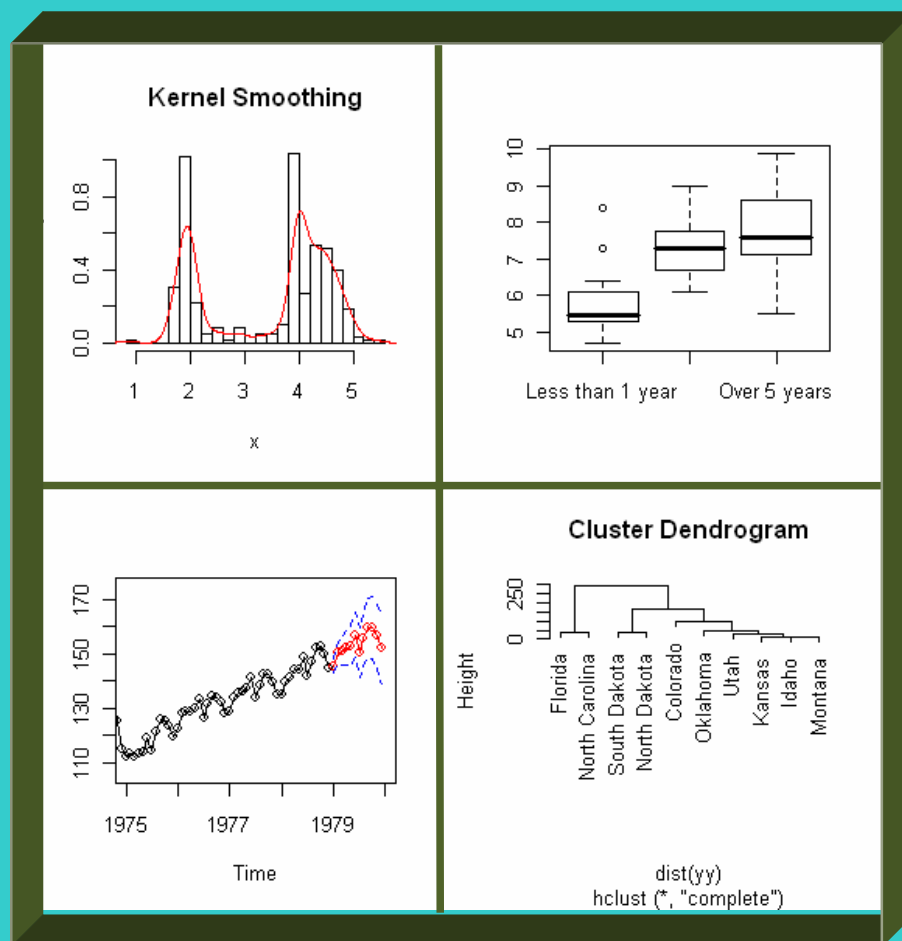 Kernel Smoothing
0.8
0.4
0.0
1 2 3 4 5
x
10
9
8
7
6
5
Less than 1 year Over 5 years
170
150
130
110
1975 1977 1979
Time
Cluster Dendrogram
Height
250
0
Florida
North Carolina
South Dakota
North Dakota
Colorado
Oklahoma
Utah
Kansas
Idaho
Montana
dist(yy)
hclust (*, "complete")